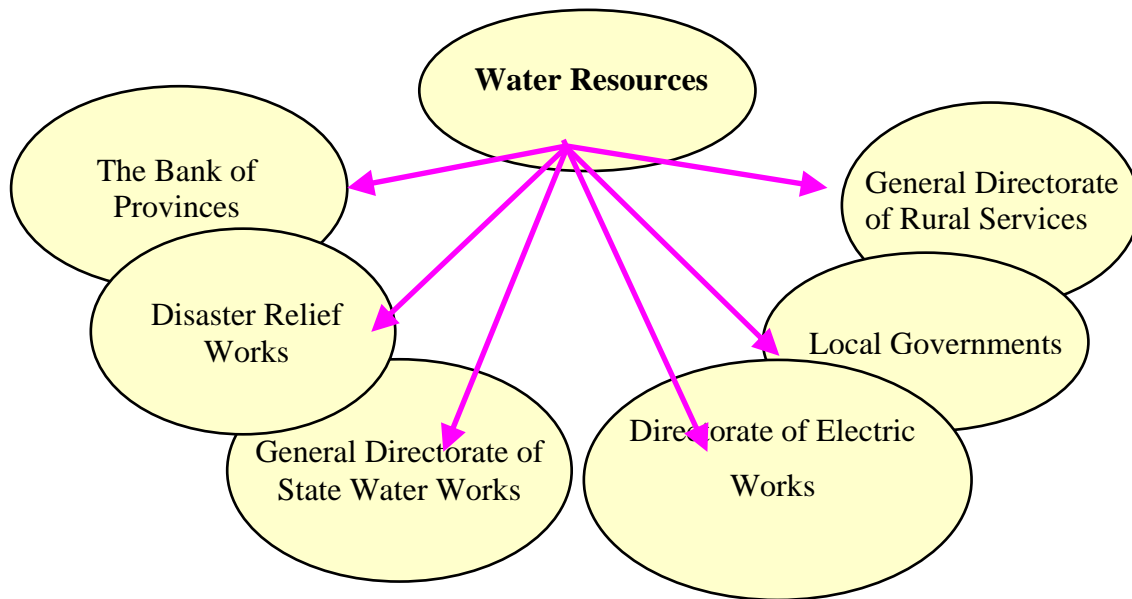 Water Resources
The Bank of
Provinces
General Directorate
of Rural Services
Disaster Relief
Works
Local Governments
General Directorate of
State Water Works
Directorate of Electric
Works